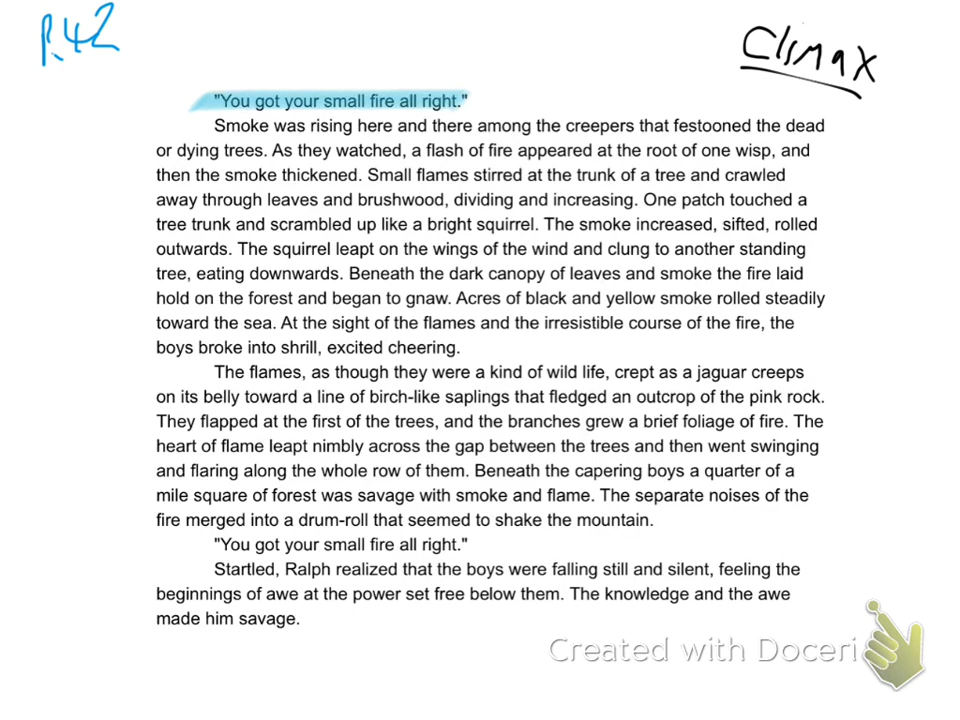 P.42
Climax
"You got your small fire all right."
Smoke was rising here and there among the creepers that festooned the dead
or dying trees. As they watched, a flash of fire appeared at the root of one wisp, and
then the smoke thickened. Small flames stirred at the trunk of a tree and crawled
away through leaves and brushwood, dividing and increasing. One patch touched a
tree trunk and scrambled up like a bright squirrel. The smoke increased, sifted, rolled
outwards. The squirrel leapt on the wings of the wind and clung to another standing
tree, eating downwards. Beneath the dark canopy of leaves and smoke the fire laid
hold on the forest and began to gnaw. Acres of black and yellow smoke rolled steadily
toward the sea. At the sight of the flames and the irresistible course of the fire, the
boys broke into shrill, excited cheering.
The flames, as though they were a kind of wild life, crept as a jaguar creeps
on its belly toward a line of birch-like saplings that fledged an outcrop of the pink rock.
They flapped at the first of the trees, and the branches grew a brief foliage of fire. The
heart of flame leapt nimbly across the gap between the trees and then went swinging
and flaring along the whole row of them. Beneath the capering boys a quarter of a
mile square of forest was savage with smoke and flame. The separate noises of the
fire merged into a drum-roll that seemed to shake the mountain.
"You got your small fire all right."
Startled, Ralph realized that the boys were falling still and silent, feeling the
beginnings of awe at the power set free below them. The knowledge and the awe
made him savage.
Created with Doceri